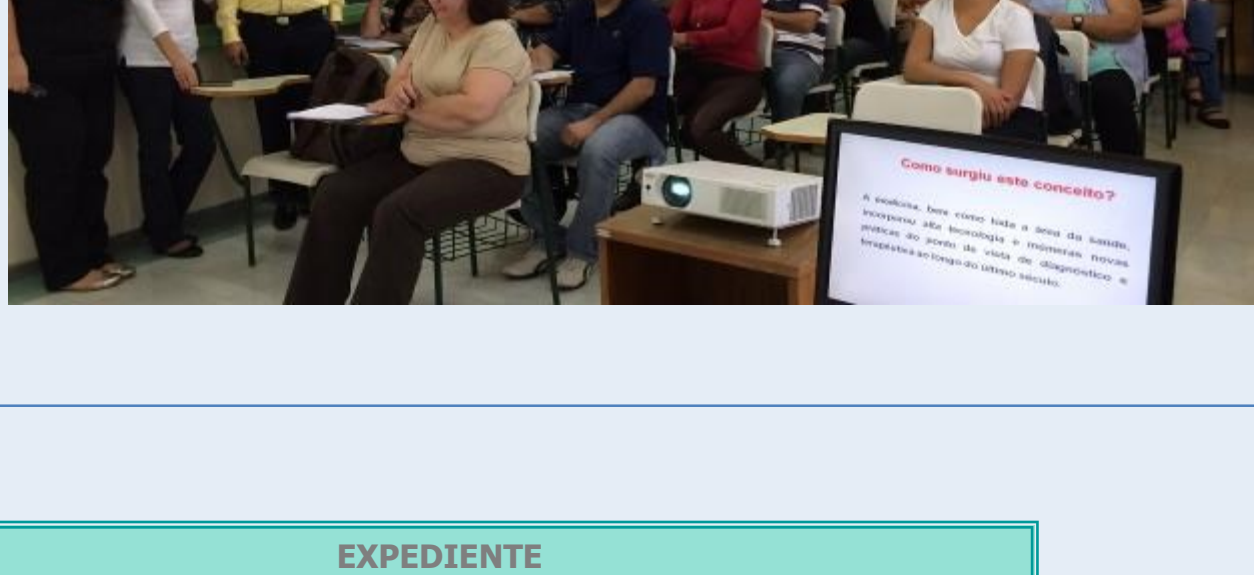 Como surgiu este conceito?
A medicina, bem como toda a área da saúde,
incorporou alta tecnologia e inúmeras novas
práticas do ponto de vista de diagnóstico e
terapêutica ao longo do último século.
EXPEDIENTE